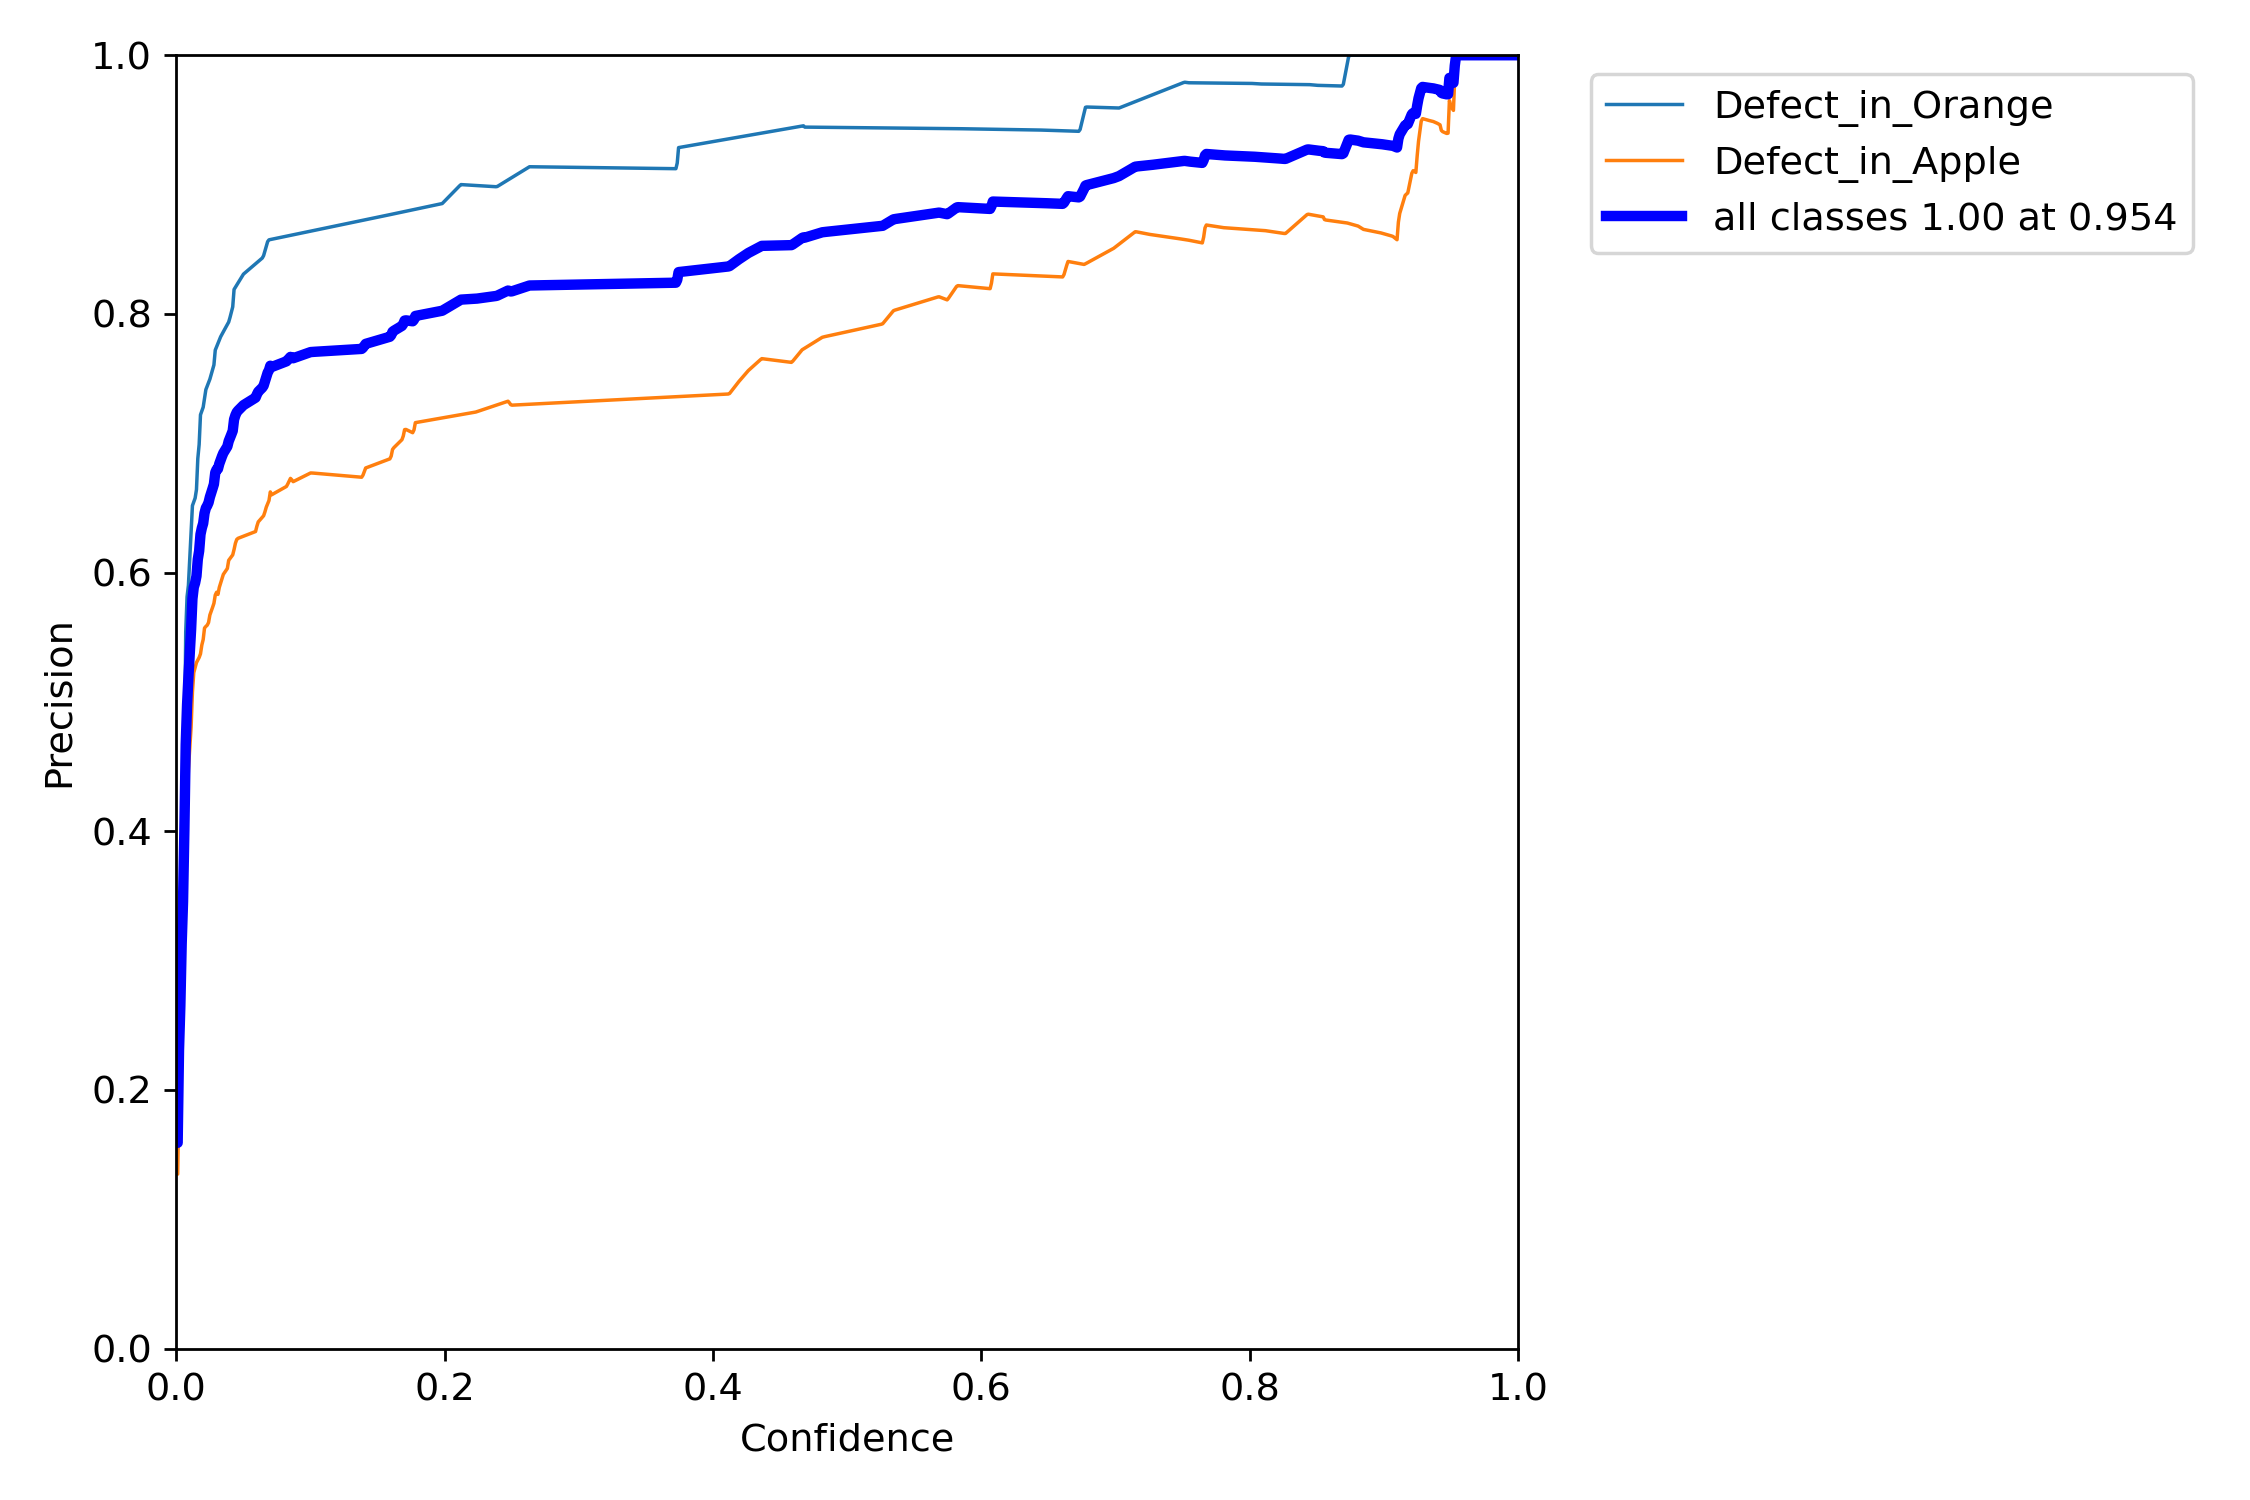 1.0
0.8
0.6
0.4
0.2
0.0
Precision
0.0 0.2 0.4 0.6 0.8 1.0
Confidence
Defect_in_Orange
Defect_in_Apple
all classes 1.00 at 0.954